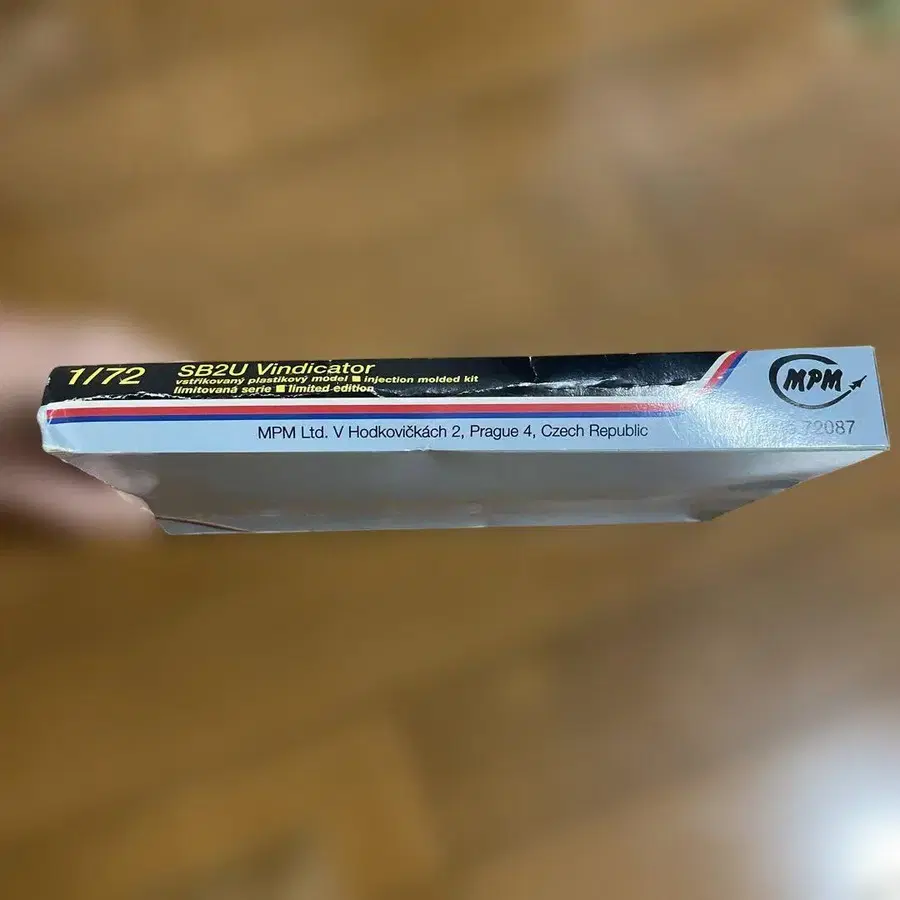 1/72
SB2U Vindicator
vstřikovaný plastikový model ■ injection molded kit
limitovaná serie ■ limited edition
MPM Ltd. V Hodkovičkách 2, Prague 4, Czech Republic
MPM
72087